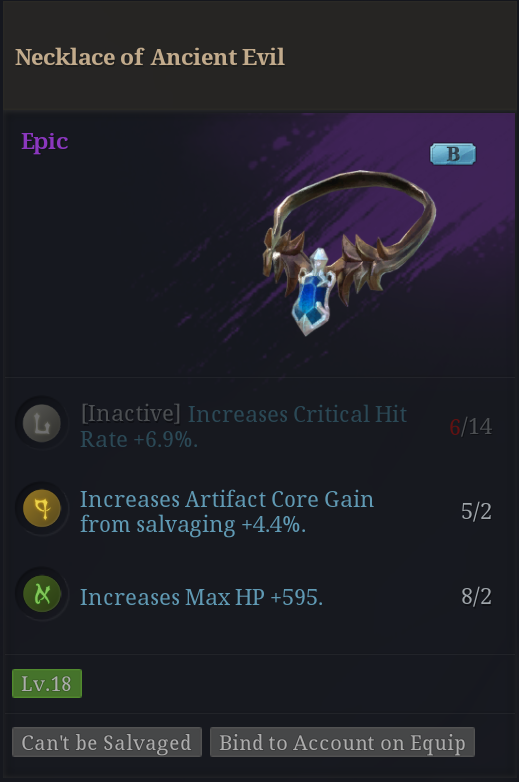 Necklace of Ancient Evil
Epic
B
[Inactive] Increases Critical Hit
Rate +6.9%.
6/14
Increases Artifact Core Gain
from salvaging +4.4%.
5/2
Increases Max HP +595.
8/2
Lv.18
Can't be Salvaged
Bind to Account on Equip